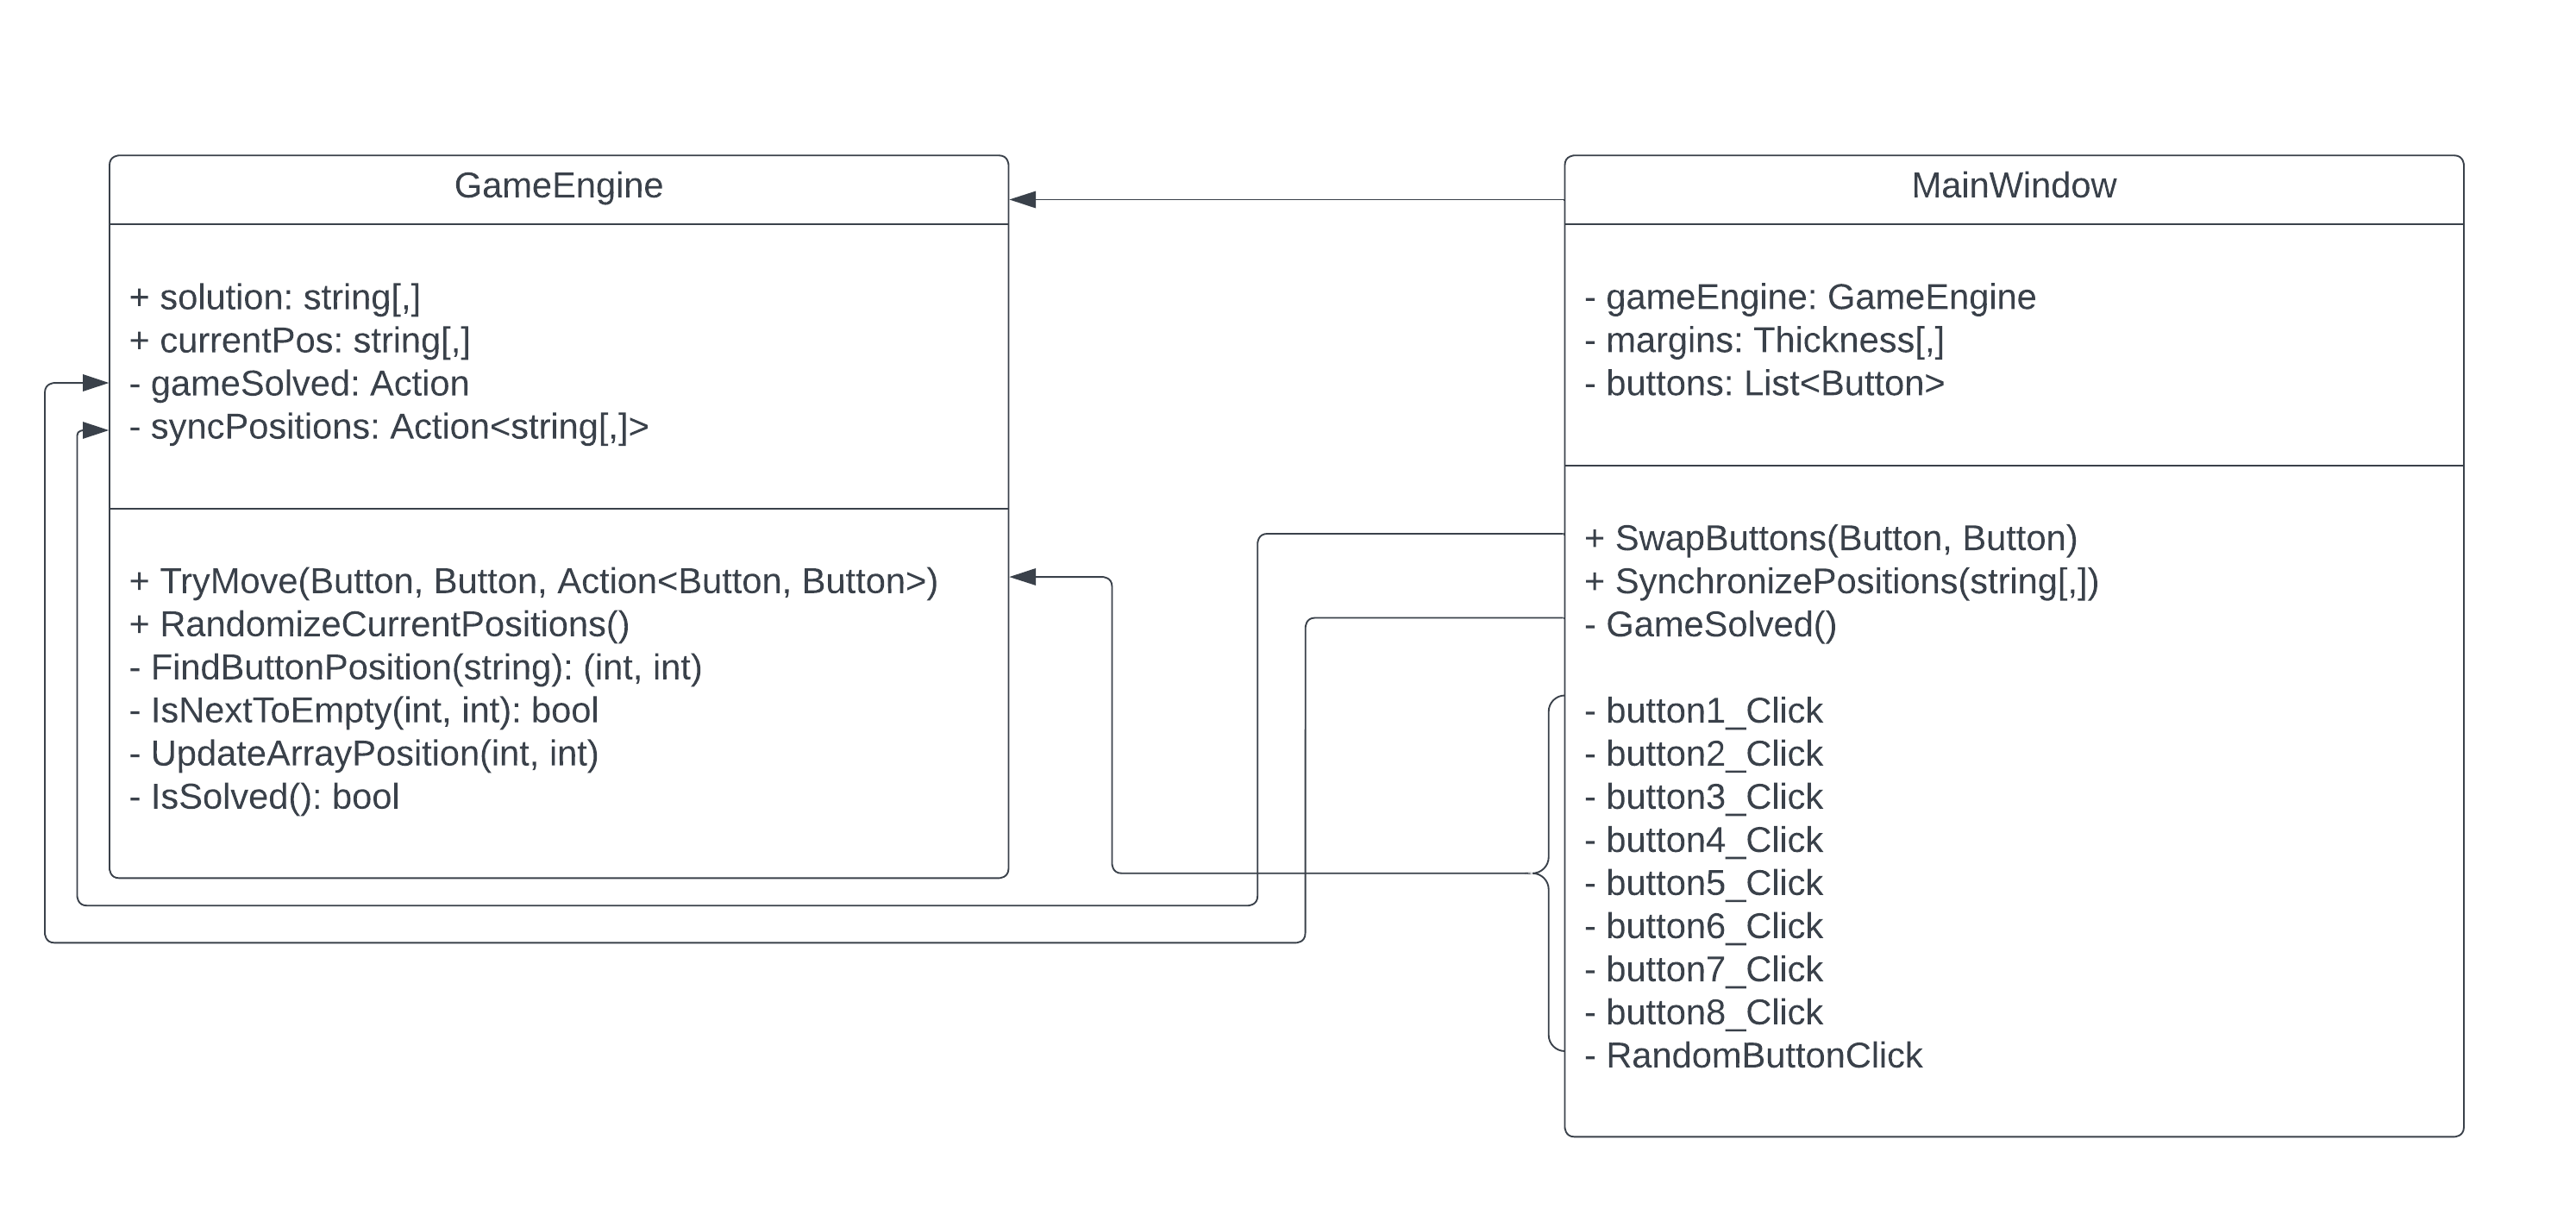 GameEngine
+ solution: string[,]
+ currentPos: string[,]
- gameSolved: Action
- syncPositions: Action<string[,]>
+ TryMove(Button, Button, Action<Button, Button>)
+ RandomizeCurrentPositions()
- FindButtonPosition(string): (int, int)
- IsNextToEmpty(int, int): bool
- UpdateArrayPosition(int, int)
- IsSolved(): bool
MainWindow
- gameEngine: GameEngine
- margins: Thickness[,]
- buttons: List<Button>
+ SwapButtons(Button, Button)
+ SynchronizePositions(string[,])
- GameSolved()
- button1_Click
- button2_Click
- button3_Click
- button4_Click
- button5_Click
- button6_Click
- button7_Click
- button8_Click
- RandomButtonClick